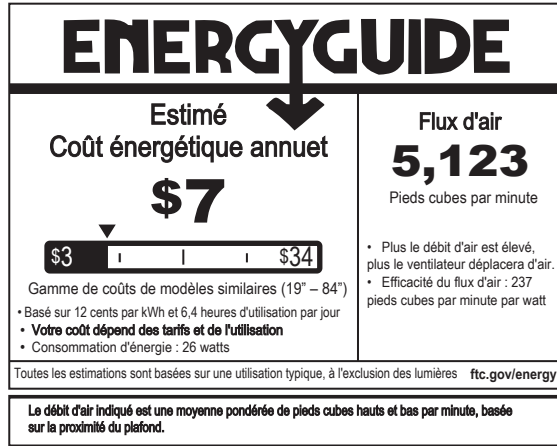 ENERGYGUIDE
Estimé
Coût énergétique annuet
$7
$3 $34
Gamme de coûts de modèles similaires (19" – 84")
• Basé sur 12 cents par kWh et 6,4 heures d'utilisation par jour
• Votre coût dépend des tarifs et de l'utilisation
• Consommation d'énergie : 26 watts
Flux d'air
5,123
Pieds cubes par minute
• Plus le débit d'air est élevé,
plus le ventilateur déplacera d'air.
• Efficacité du flux d'air : 237
pieds cubes par minute par watt
Toutes les estimations sont basées sur une utilisation typique, à l'exclusion des lumières ftc.gov/energy
Le débit d'air indiqué est une moyenne pondérée de pieds cubes hauts et bas par minute, basée
sur la proximité du plafond.